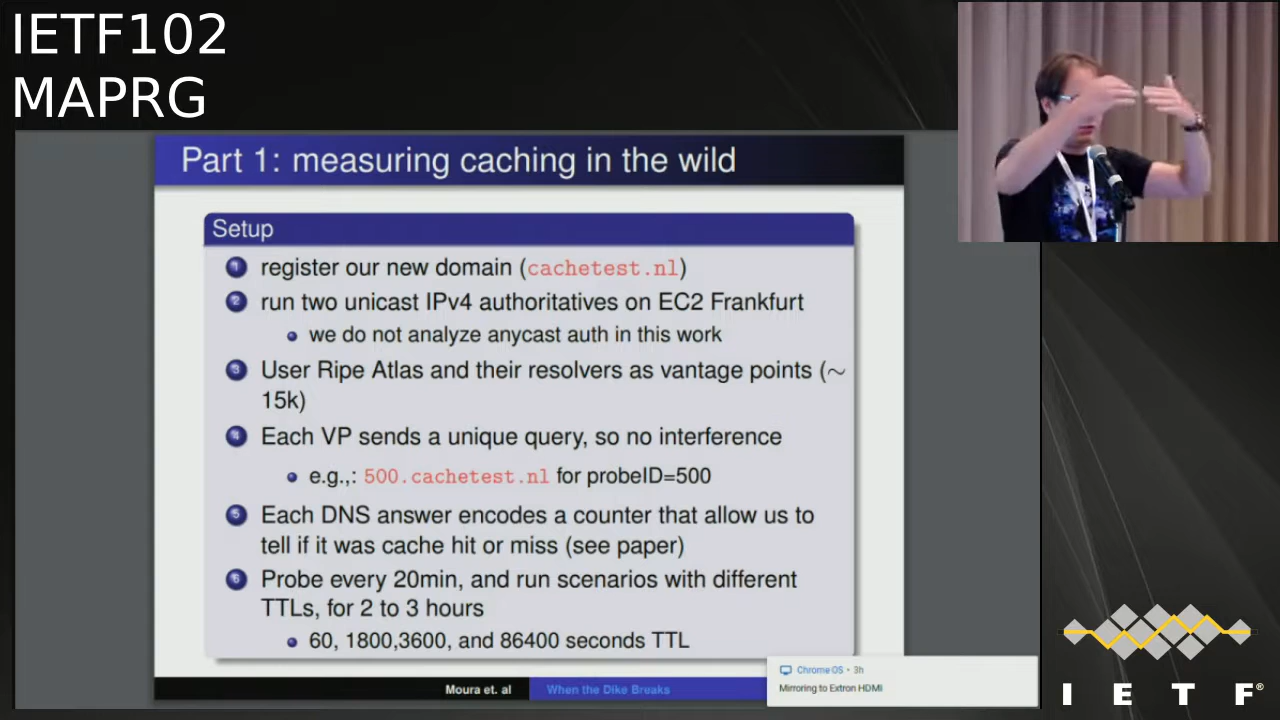 IETF102
MAPRG
Part 1: measuring caching in the wild
Setup
1 register our new domain (cachetest.nl)
2 run two unicast IPv4 authoritatives on EC2 Frankfurt
we do not analyze anycast auth in this work
3 User Ripe Atlas and their resolvers as vantage points (~
15k)
4 Each VP sends a unique query, so no interference
e.g.,: 500.cachetest.nl for probeID=500
5 Each DNS answer encodes a counter that allow us to
tell if it was cache hit or miss (see paper)
6 Probe every 20min, and run scenarios with different
TTLs, for 2 to 3 hours
60, 1800,3600, and 86400 seconds TTL
Moura et. al
When the Dike Breaks
Chrome OS • 3h
Mirroring to Extron HDMI
I E T F®